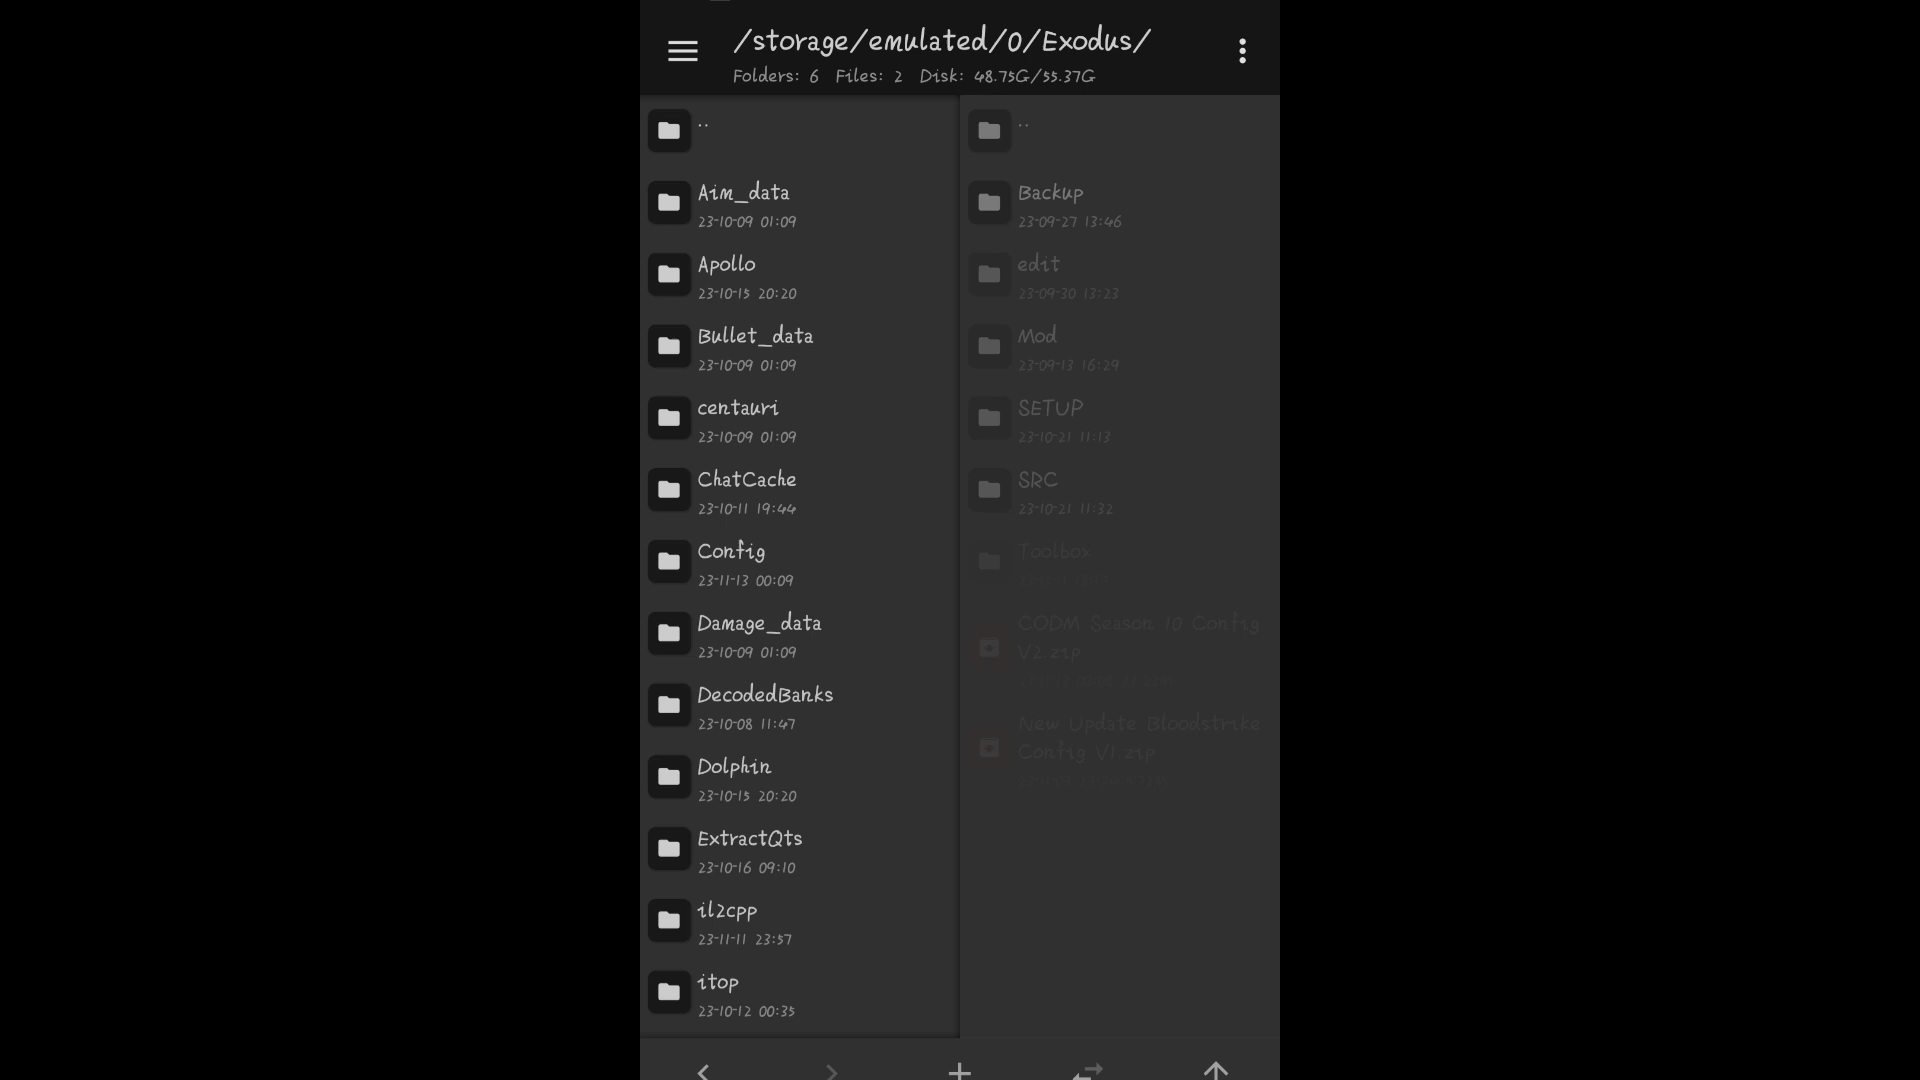 /storage/emulated/0/Exodus/
Folders: 6 Files: 2 Disk: 48.75G/55.37G
..
Aim_data
23-10-09 01:09
Apollo
23-10-15 20:20
Bullet_data
23-10-09 01:09
centauri
23-10-09 01:09
ChatCache
23-10-11 19:44
Config
23-11-13 00:09
Damage_data
23-10-09 01:09
DecodedBanks
23-10-08 11:47
Dolphin
23-10-15 20:20
ExtractQts
23-10-16 09:10
il2cpp
23-11-11 23:57
itop
23-10-12 00:35
..
Backup
23-09-27 13:46
edit
23-09-30 13:23
Mod
23-09-13 16:29
SETUP
23-10-21 11:13
SRC
23-10-21 11:32
Toolbox
CODM Season 10 Config
V2.zip
New Update Bloodstrike
Config V1.zip